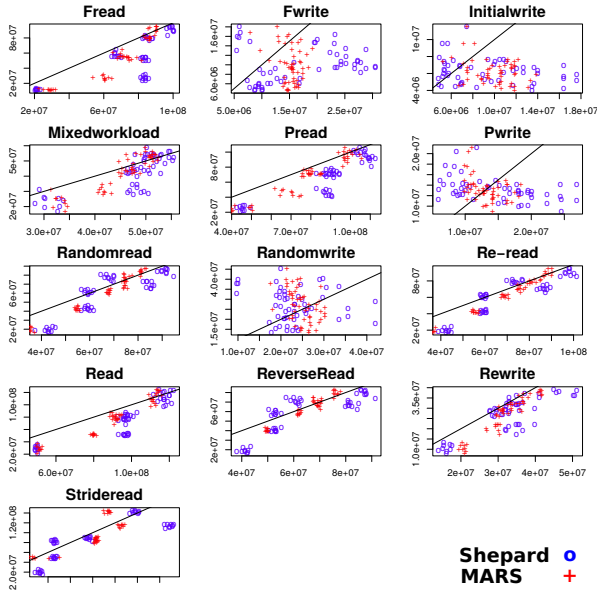 Fread Fwrite Initialwrite
2e+07 8e+07
2e+07 6e+07 1e+08
6.0e+06 1.6e+07
5.0e+06 1.5e+07 2.5e+07
4e+06 1e+07
6.0e+07 1.0e+07 1.4e+07 1.8e+07
Mixedworkload Pread Pwrite
2e+07 5e+07
3.0e+07 4.0e+07 5.0e+07
2e+07 8e+07
4.0e+07 7.0e+07 1.0e+08
1.0e+07 2.0e+07
1.0e+07 2.0e+07
Randomread Randomwrite Re-read
2e+07 6e+07
4e+07 6e+07 8e+07
1.5e+07 4.0e+07
1.0e+07 2.0e+07 3.0e+07 4.0e+07
2e+07 8e+07
4e+07 6e+07 8e+07 1e+08
Read ReverseRead Rewrite
2.0e+07 1.0e+08
4.0e+07 1.0e+08
2e+07 6e+07
4e+07 6e+07 8e+07
5.0e+06 3.5e+07
2e+07 3e+07 4e+07 5e+07
Strideread
2.0e+07 1.2e+08
Shepard o
MARS +